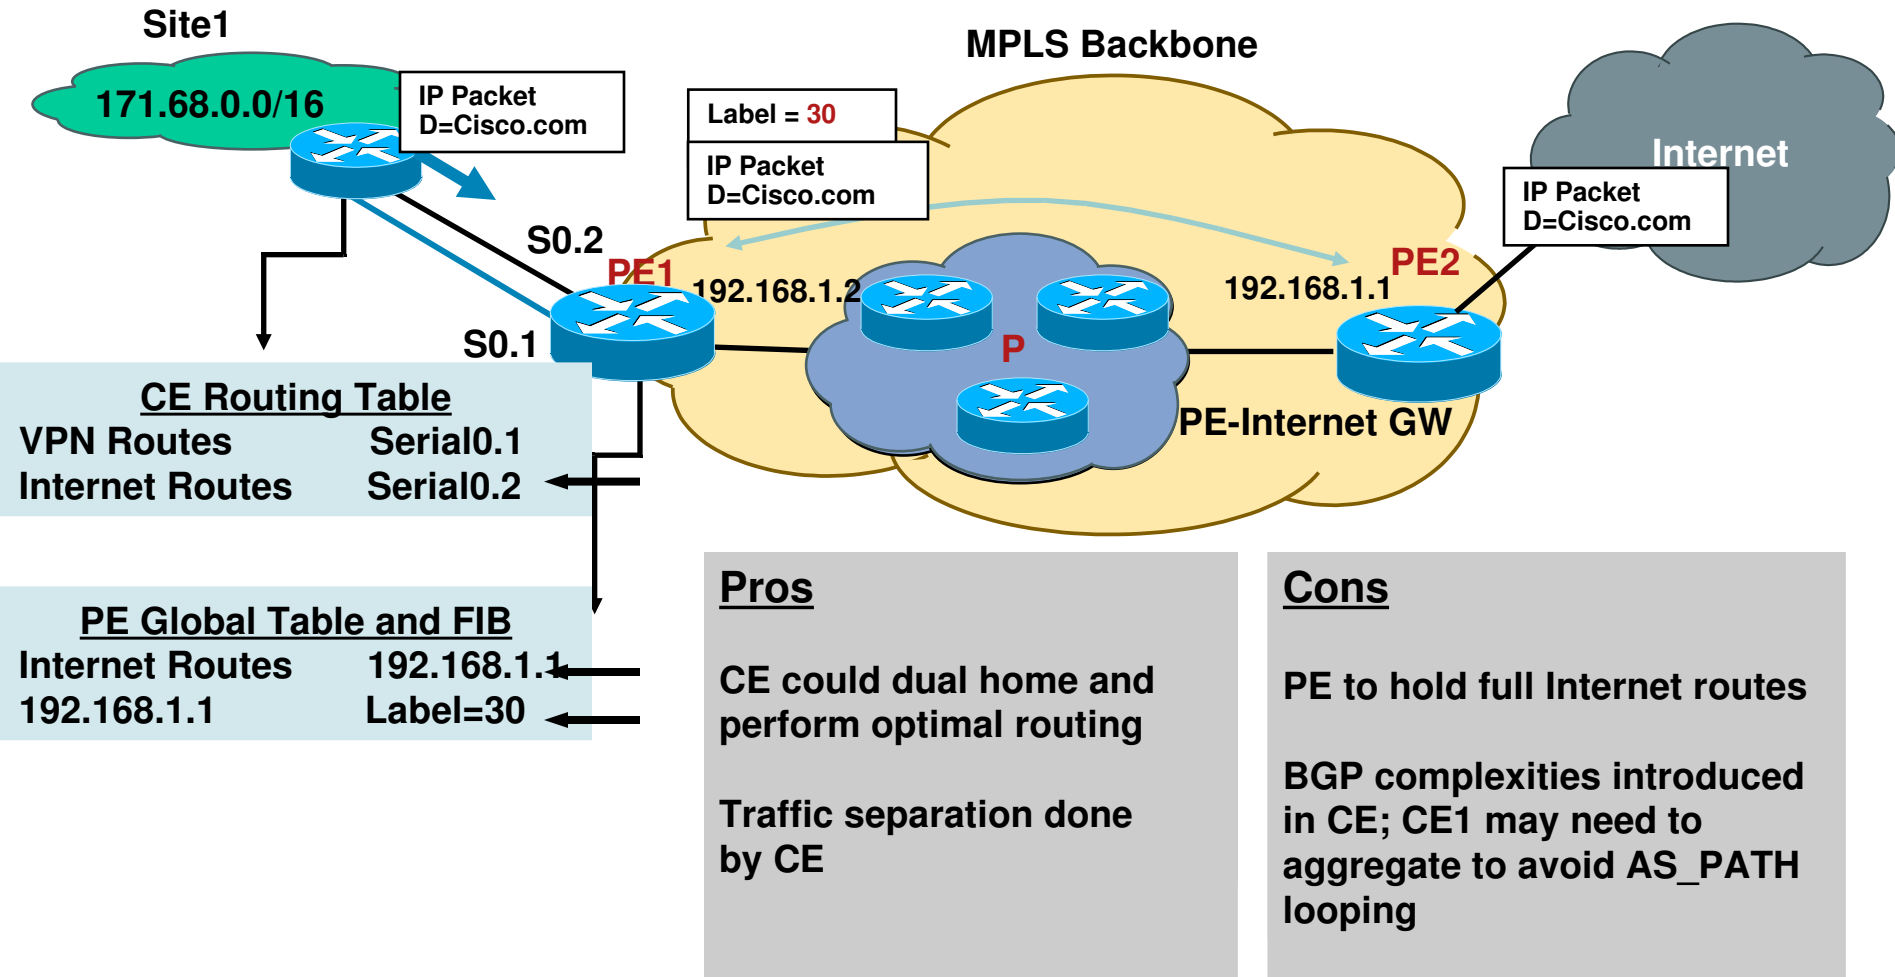 Site1
MPLS Backbone
171.68.0.0/16
IP Packet
D=Cisco.com
Label = 30
IP Packet
D=Cisco.com
Internet
IP Packet
D=Cisco.com
S0.2
PE1
192.168.1.2
192.168.1.1
PE2
S0.1
P
PE-Internet GW
CE Routing Table
VPN Routes Serial0.1
Internet Routes Serial0.2
PE Global Table and FIB
Internet Routes 192.168.1.1
192.168.1.1 Label=30
Pros
CE could dual home and
perform optimal routing
Traffic separation done
by CE
Cons
PE to hold full Internet routes
BGP complexities introduced
in CE; CE1 may need to
aggregate to avoid AS_PATH
looping